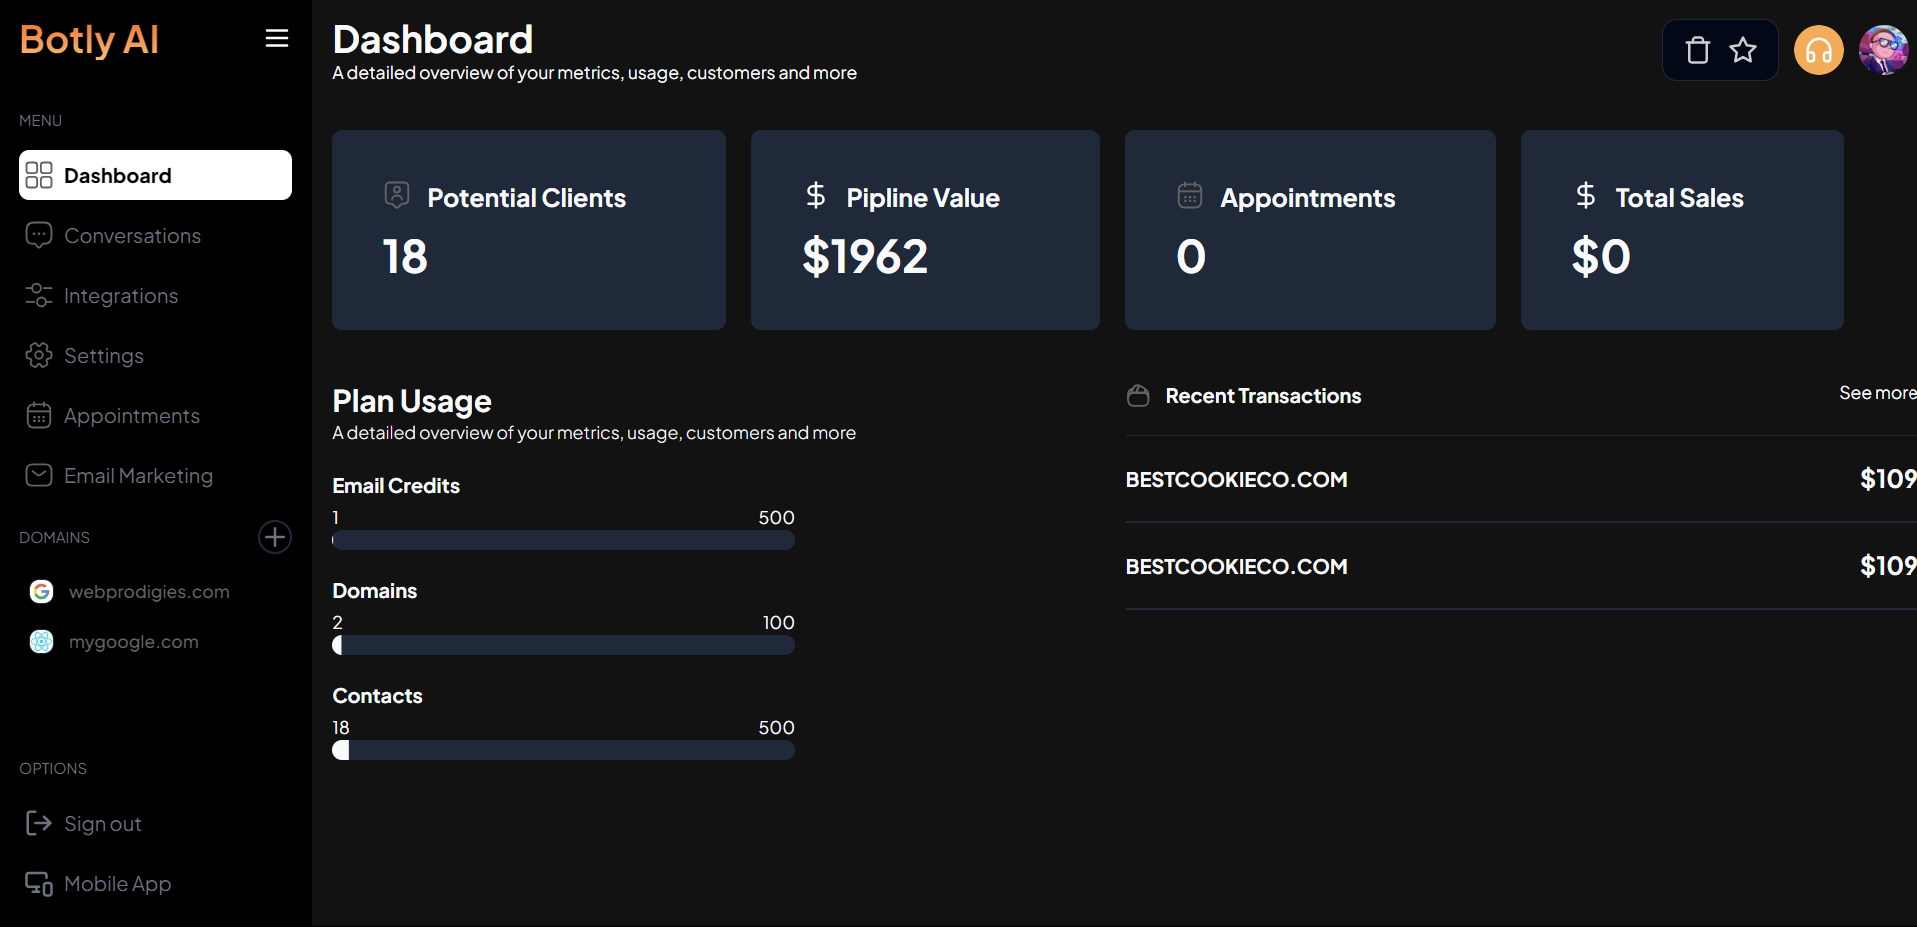 Botly AI
MENU
Dashboard
Conversations
Integrations
Settings
Appointments
Email Marketing
DOMAINS
webprodigies.com
mygoogle.com
OPTIONS
Sign out
Mobile App
Dashboard
A detailed overview of your metrics, usage, customers and more
Potential Clients
18
Pipline Value
$1962
Appointments
0
Total Sales
$0
Plan Usage
A detailed overview of your metrics, usage, customers and more
Email Credits
1 500
Domains
2 100
Contacts
18 500
Recent Transactions See more
BESTCOOKIECO.COM $109
BESTCOOKIECO.COM $109